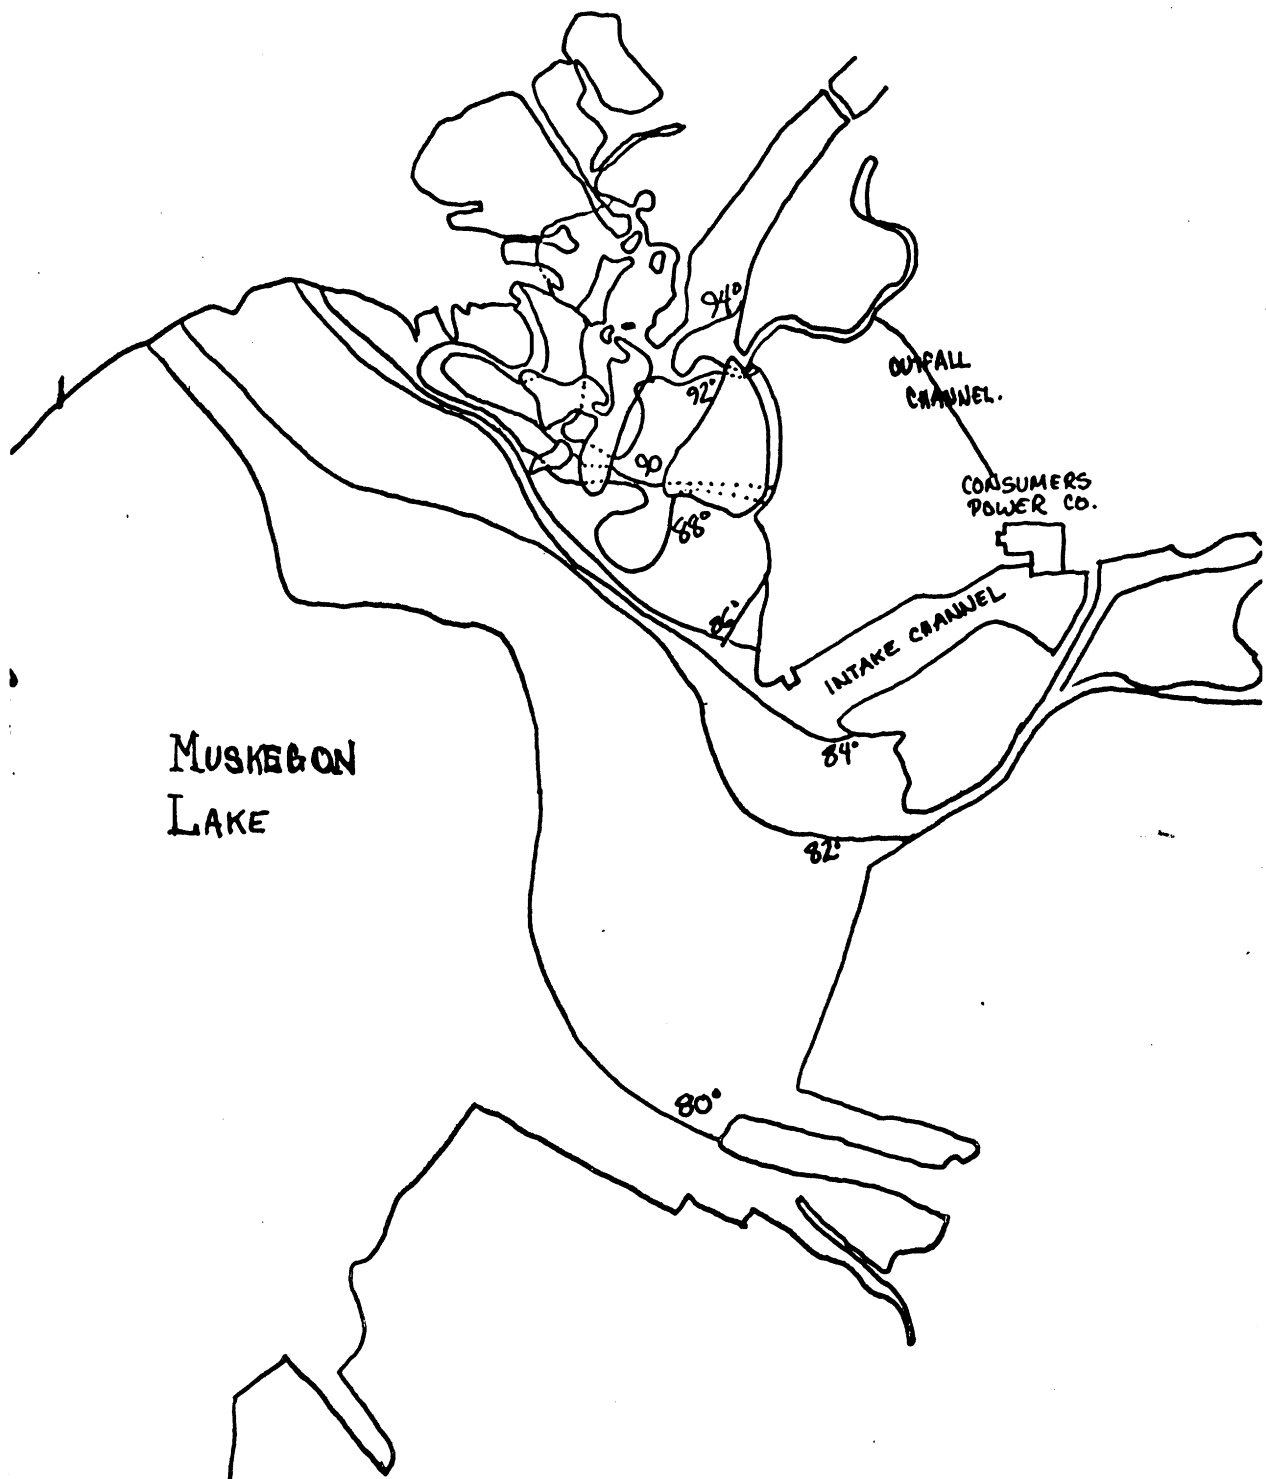 94°
OUTFALL
CHANNEL.
92°
90
CONSUMERS
POWER CO.
88°
INTAKE CHANNEL
MUSKEGON
LAKE
84°
82°
80°